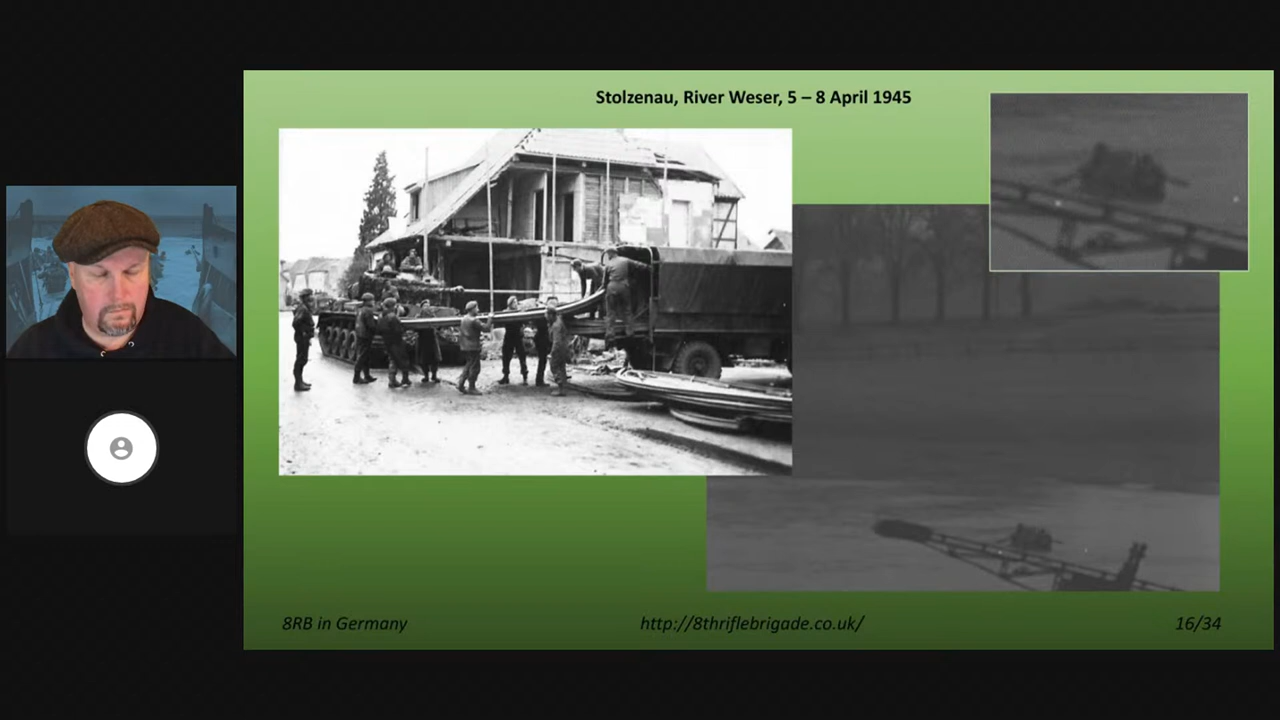 Stolzenau, River Weser, 5 – 8 April 1945
8RB in Germany
http://8thriflebrigade.co.uk/
16/34